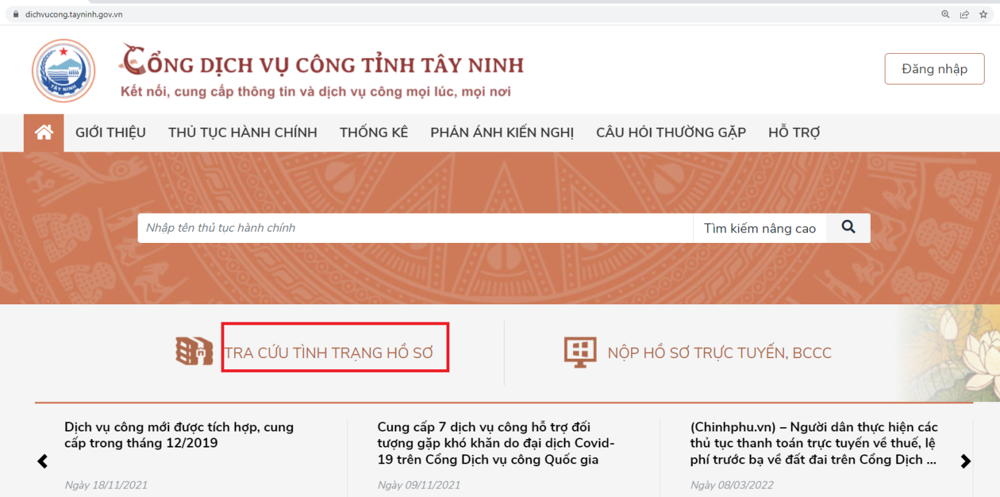 dichvucong.tayninh.gov.vn
CỔNG DỊCH VỤ CÔNG TỈNH TÂY NINH
Kết nối, cung cấp thông tin và dịch vụ công mọi lúc, mọi nơi
TÂY NINH
Đăng nhập
GIỚI THIỆU THỦ TỤC HÀNH CHÍNH THỐNG KÊ PHẢN ÁNH KIẾN NGHỊ CÂU HỎI THƯỜNG GẶP HỖ TRỢ
Nhập tên thủ tục hành chính Tìm kiếm nâng cao
TRA CỨU TÌNH TRẠNG HỒ SƠ NỘP HỒ SƠ TRỰC TUYẾN, BCCC
Dịch vụ công mới được tích hợp, cung
cấp trong tháng 12/2019
Ngày 18/11/2021
Cung cấp 7 dịch vụ công hỗ trợ đối
tượng gặp khó khăn do đại dịch Covid-
19 trên Cổng Dịch vụ công Quốc gia
Ngày 09/11/2021
(Chinhphu.vn) – Người dân thực hiện các
thủ tục thanh toán trực tuyến về thuế, lệ
phí trước bạ về đất đai trên Cổng Dịch ...
Ngày 08/03/2022